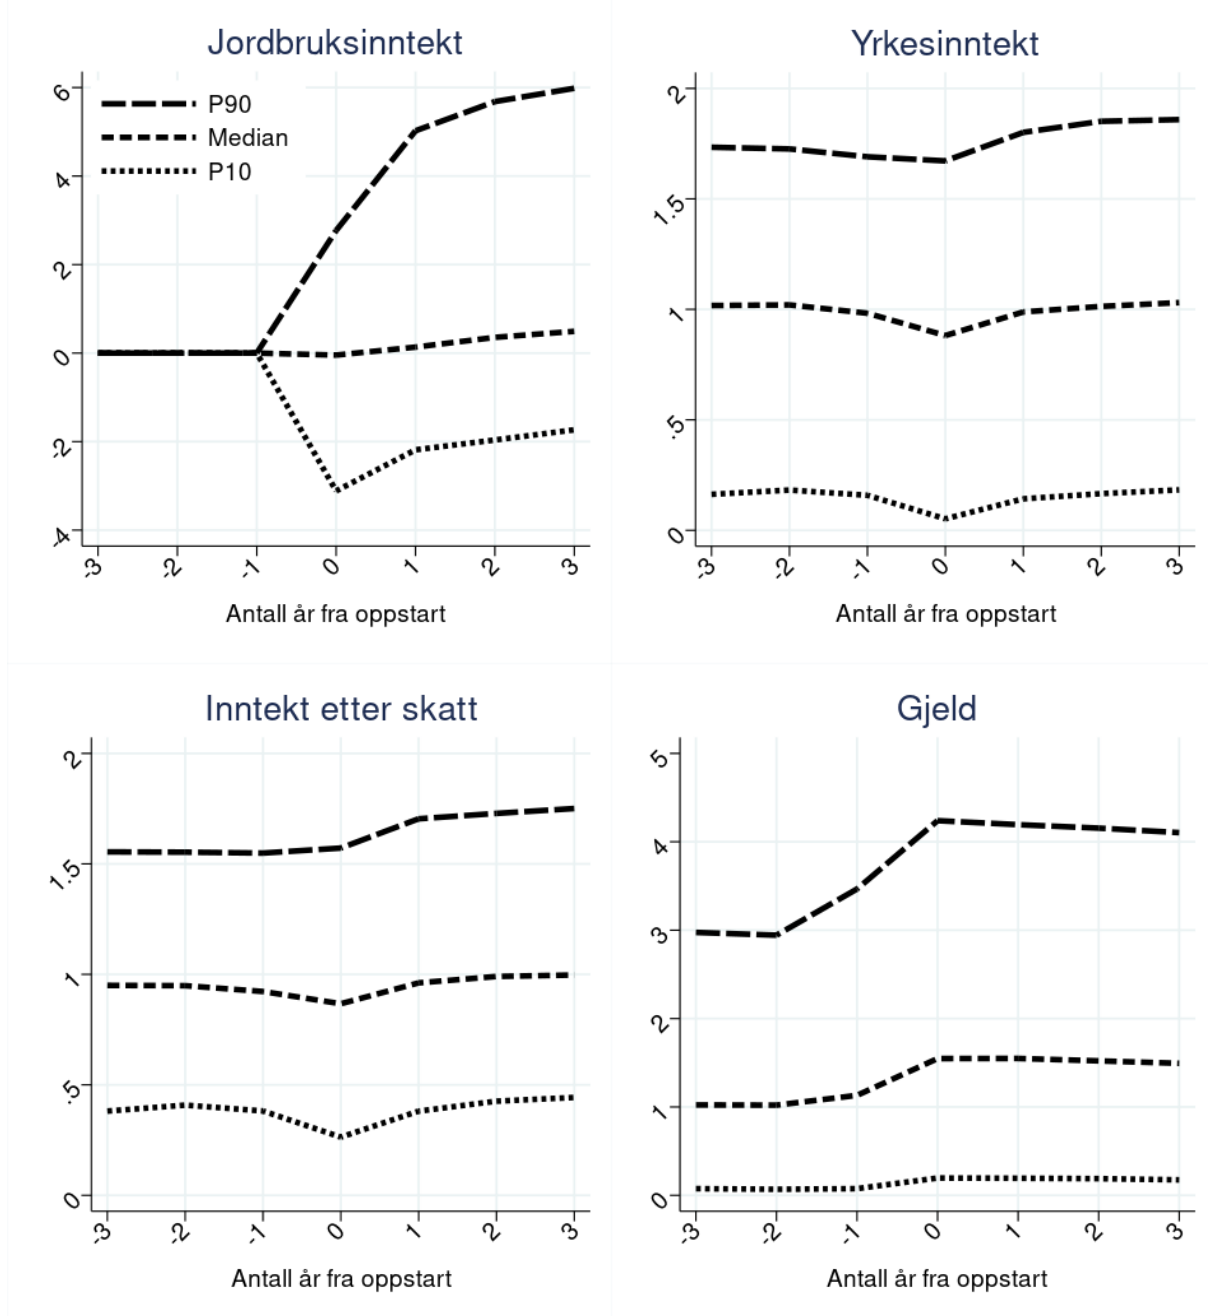 Jordbruksinntekt
6
4
2
0
-2
-4
P90
Median
P10
-3 -2 -1 0 1 2 3
Antall år fra oppstart
Yrkesinntekt
2
1.5
1
.5
0
-3 -2 -1 0 1 2 3
Antall år fra oppstart
Inntekt etter skatt
2
1.5
1
.5
0
-3 -2 -1 0 1 2 3
Antall år fra oppstart
Gjeld
5
4
3
2
1
0
-3 -2 -1 0 1 2 3
Antall år fra oppstart